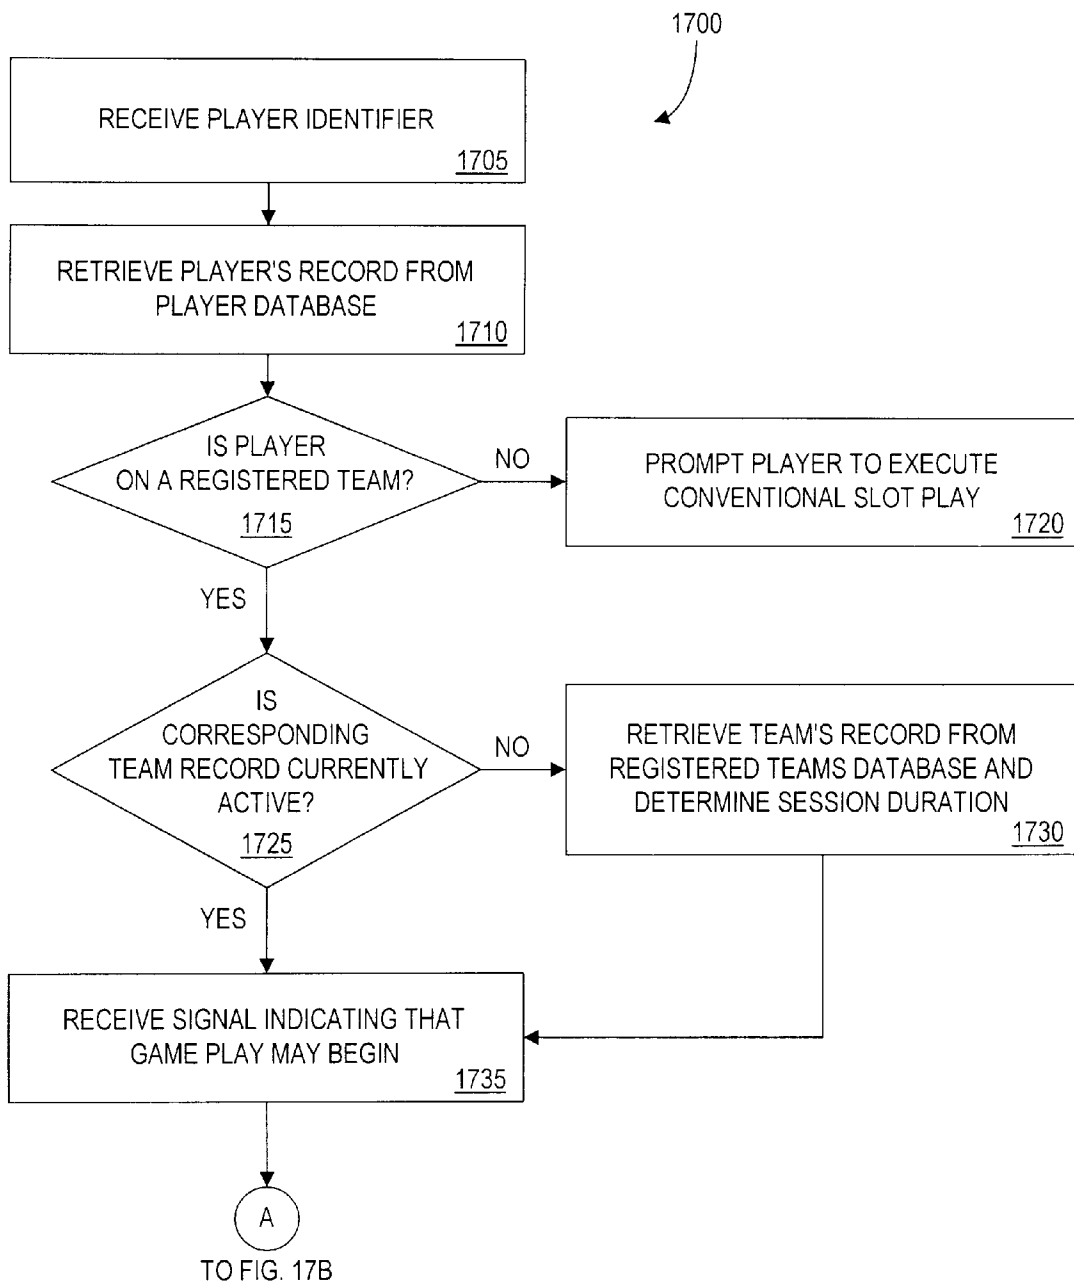 1700
RECEIVE PLAYER IDENTIFIER
1705
RETRIEVE PLAYER'S RECORD FROM
PLAYER DATABASE
1710
IS PLAYER
ON A REGISTERED TEAM?
1715
NO
PROMPT PLAYER TO EXECUTE
CONVENTIONAL SLOT PLAY
1720
YES
IS
CORRESPONDING
TEAM RECORD CURRENTLY
ACTIVE?
1725
NO
RETRIEVE TEAM'S RECORD FROM
REGISTERED TEAMS DATABASE AND
DETERMINE SESSION DURATION
1730
YES
RECEIVE SIGNAL INDICATING THAT
GAME PLAY MAY BEGIN
1735
A
TO FIG. 17B